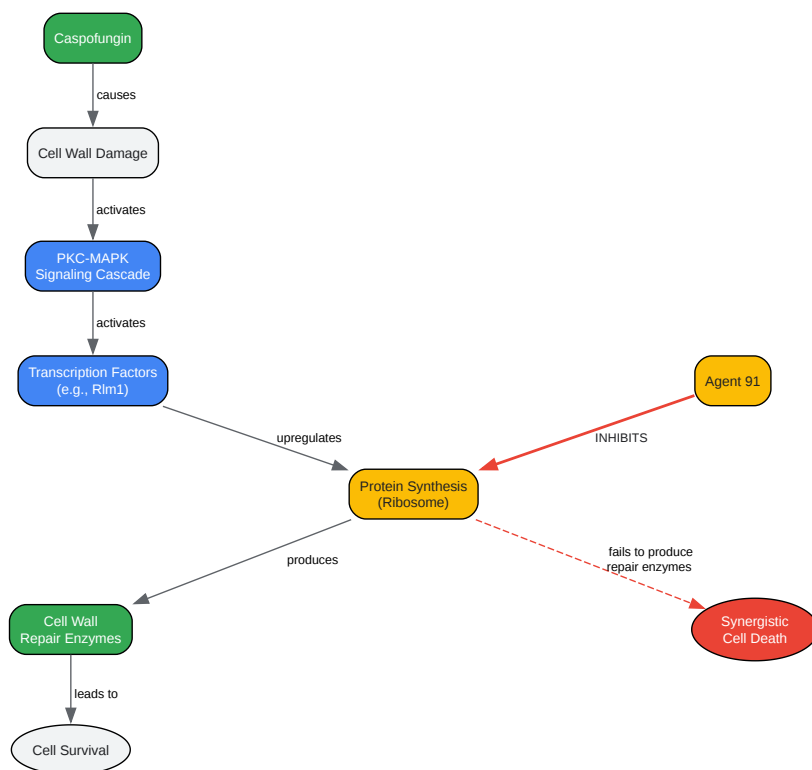 Caspofungin
causes
Cell Wall Damage
activates
PKC-MAPK
Signaling Cascade
activates
Transcription Factors
(e.g., Rlm1)
Agent 91
upregulates
INHIBITS
Protein Synthesis
(Ribosome)
produces
fails to produce
repair enzymes
Cell Wall
Repair Enzymes
Synergistic
Cell Death
leads to
Cell Survival